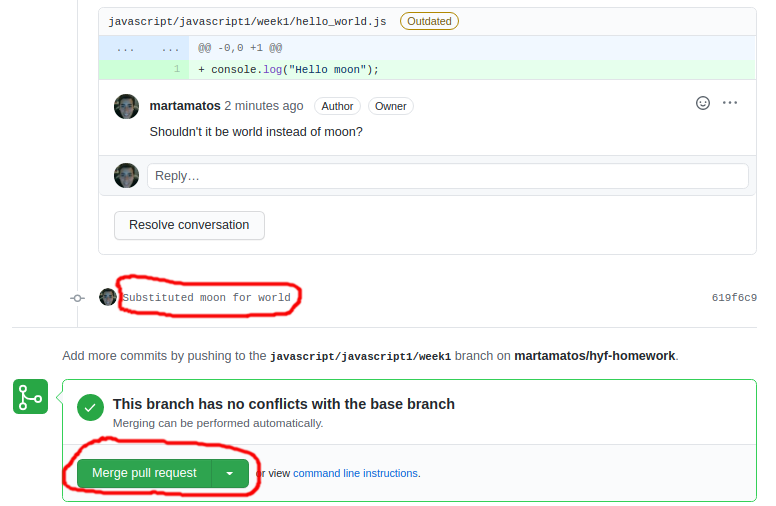 javascript/javascript1/week1/hello_world.js Outdated
... ... @@ -0,0 +1 @@
1 + console.log("Hello moon");
martamatos 2 minutes ago Author Owner
Shouldn't it be world instead of moon?
Reply…
Resolve conversation
Substituted moon for world 619f6c9
Add more commits by pushing to the javascript/javascript1/week1 branch on martamatos/hyf-homework.
This branch has no conflicts with the base branch
Merging can be performed automatically.
Merge pull request or view command line instructions.